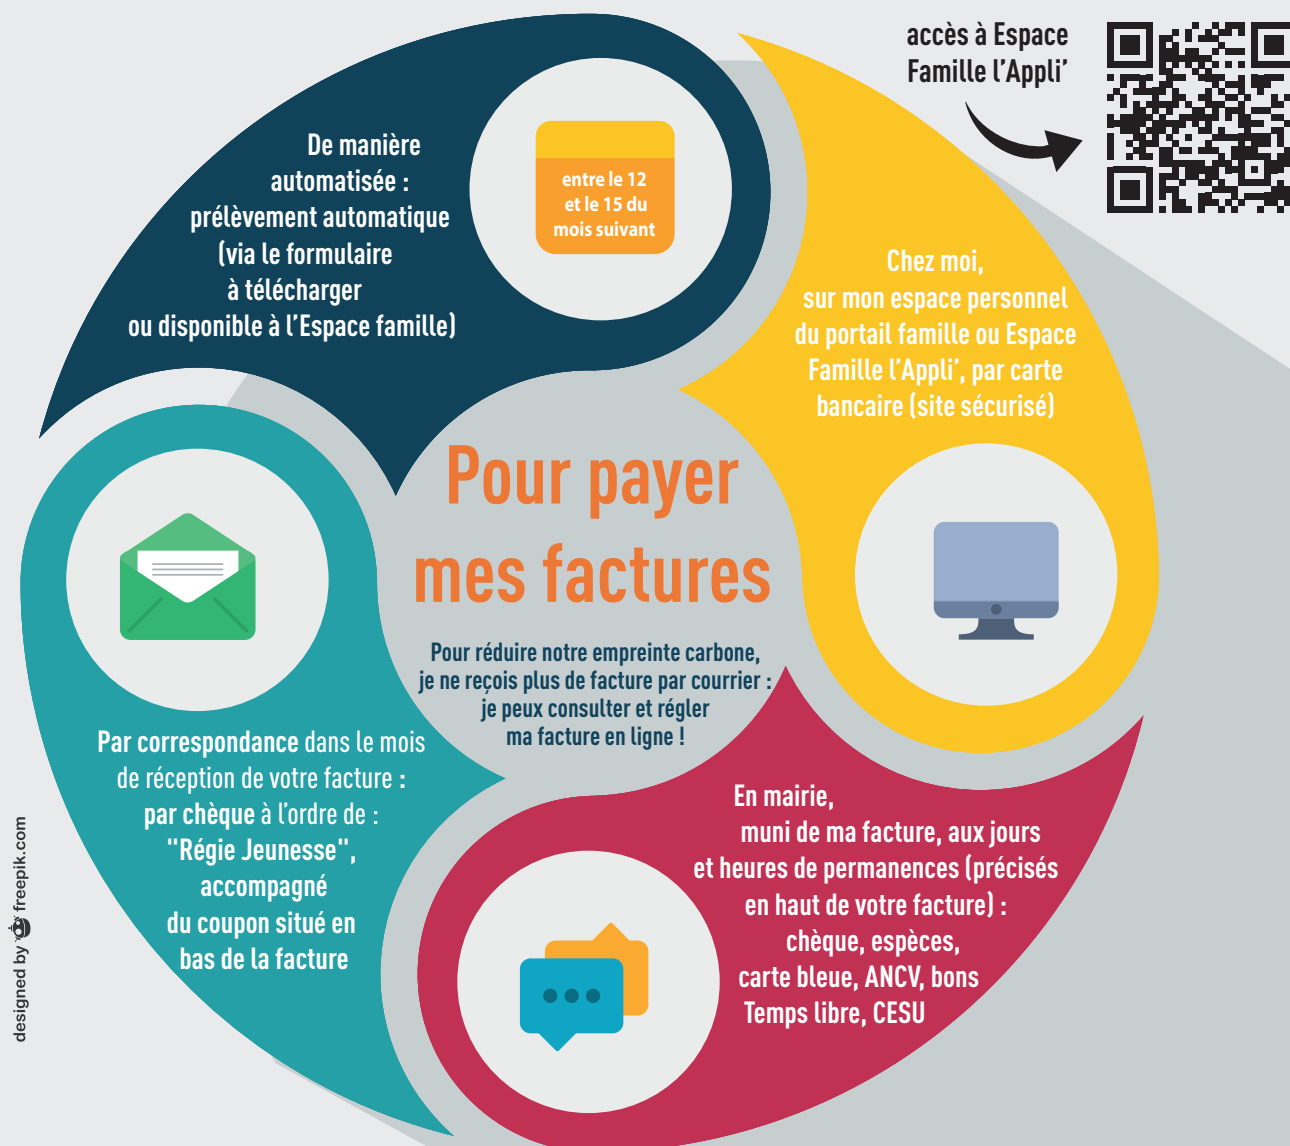 accès à Espace
Famille l'Appli'
De manière
automatisée :
prélèvement automatique
(via le formulaire
à télécharger
ou disponible à l'Espace famille)
entre le 12
et le 15 du
mois suivant
Chez moi,
sur mon espace personnel
du portail famille ou Espace
Famille l'Appli', par carte
bancaire (site sécurisé)
Pour payer
mes factures
Pour réduire notre empreinte carbone,
je ne reçois plus de facture par courrier :
je peux consulter et régler
ma facture en ligne !
Par correspondance dans le mois
de réception de votre facture :
par chèque à l'ordre de :
"Régie Jeunesse",
accompagné
du coupon situé en
bas de la facture
En mairie,
muni de ma facture, aux jours
et heures de permanences (précisés
en haut de votre facture) :
chèque, espèces,
carte bleue, ANCV, bons
Temps libre, CESU
designed by freepik.com